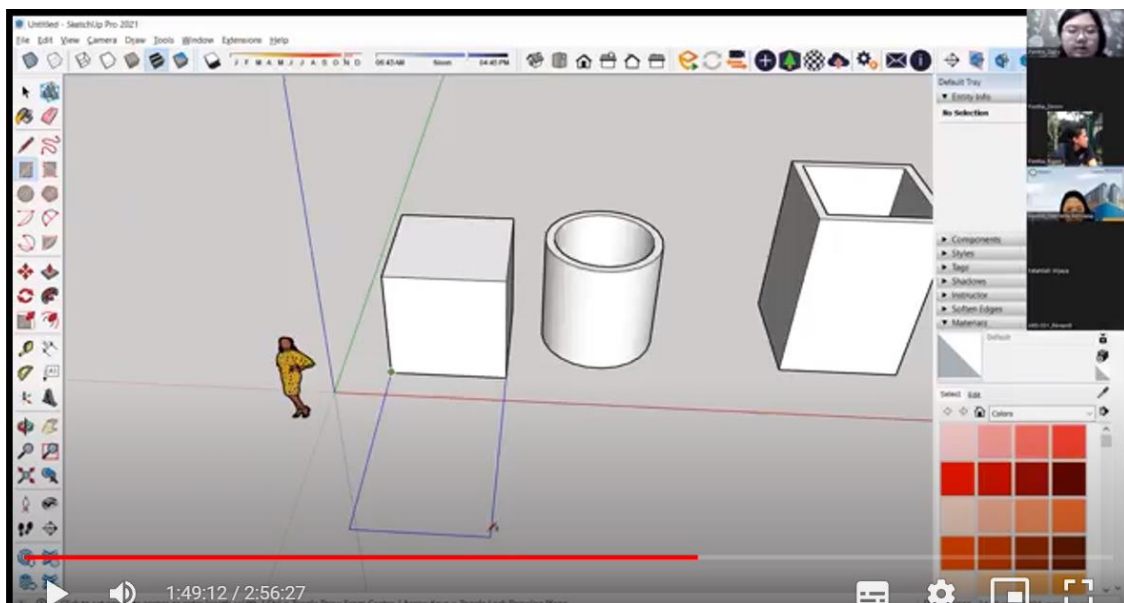 Untitled - SketchUp Pro 2021
File Edit View Camera Draw Tools Window Extensions Help
J F M A M J J A S O N D 06:43 AM Noon 04:45 PM
Default Tray
Entity Info
No Selection
Components
Styles
Tags
Shadows
Instructor
Soften Edges
Materials
Default
Select Edit
Colors
1:49:12 / 2:56:27